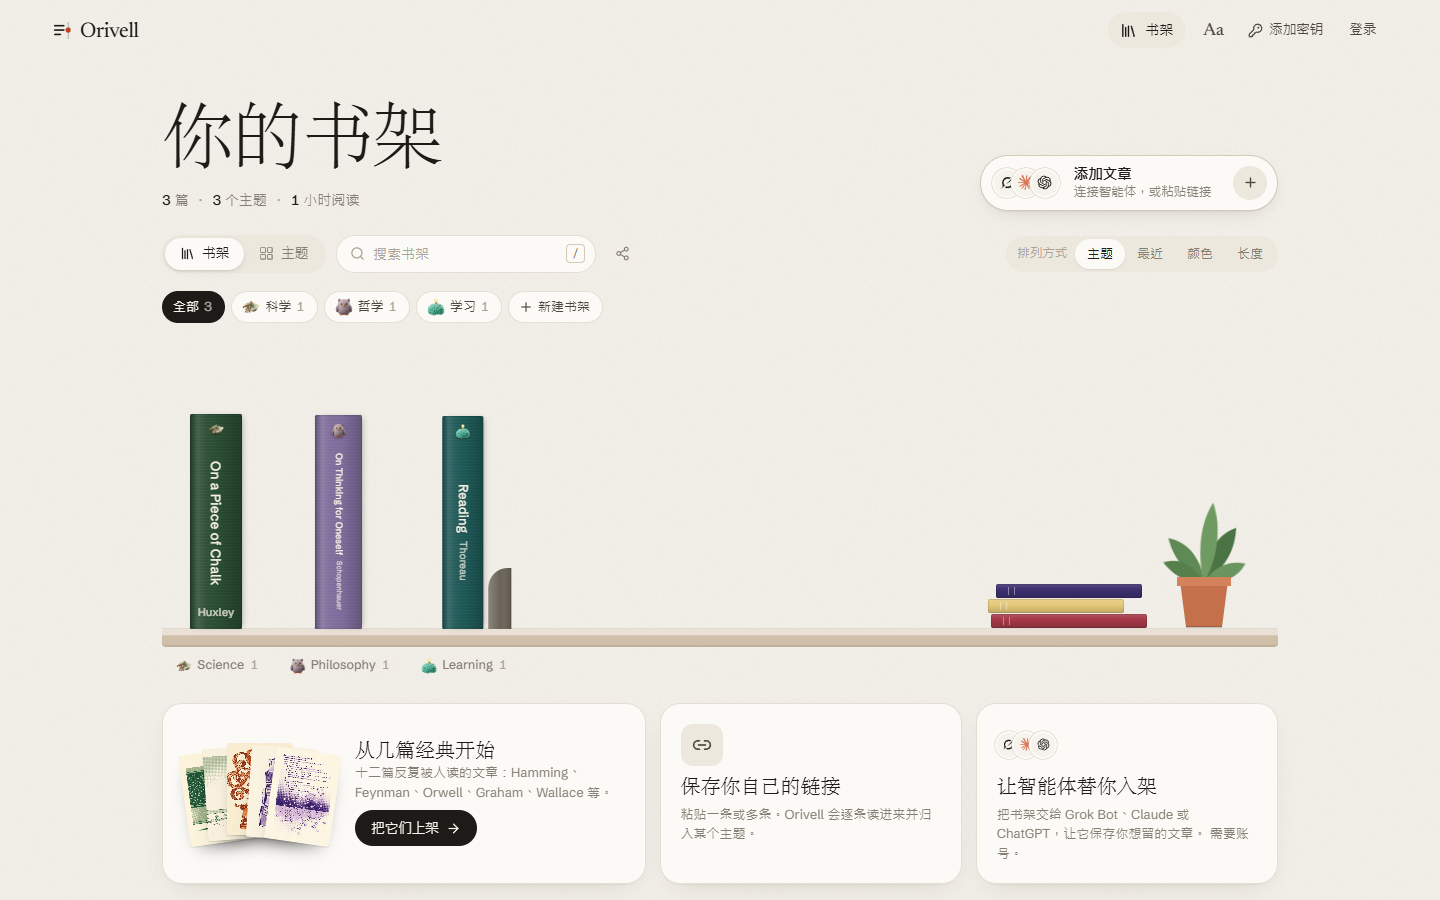 Orivell
书架
Aa
添加密钥
登录
你的书架
3 篇 · 3 个主题 · 1 小时阅读
添加文章
连接智能体，或粘贴链接
书架
主题
搜索书架
/
排列方式
主题
最近
颜色
长度
全部 3
科学 1
哲学 1
学习 1
新建书架
On a Piece of Chalk
Huxley
On Thinking for Oneself Schopenhauer
Reading Thoreau
Science 1
Philosophy 1
Learning 1
从几篇经典开始
十二篇反复被人读的文章：Hamming、
Feynman、Orwell、Graham、Wallace 等。
把它们上架
保存你自己的链接
粘贴一条或多条。Orivell 会逐条读进来并归
入某个主题。
让智能体替你入架
把书架交给 Grok Bot、Claude 或
ChatGPT，让它保存你想留的文章。 需要账
号。